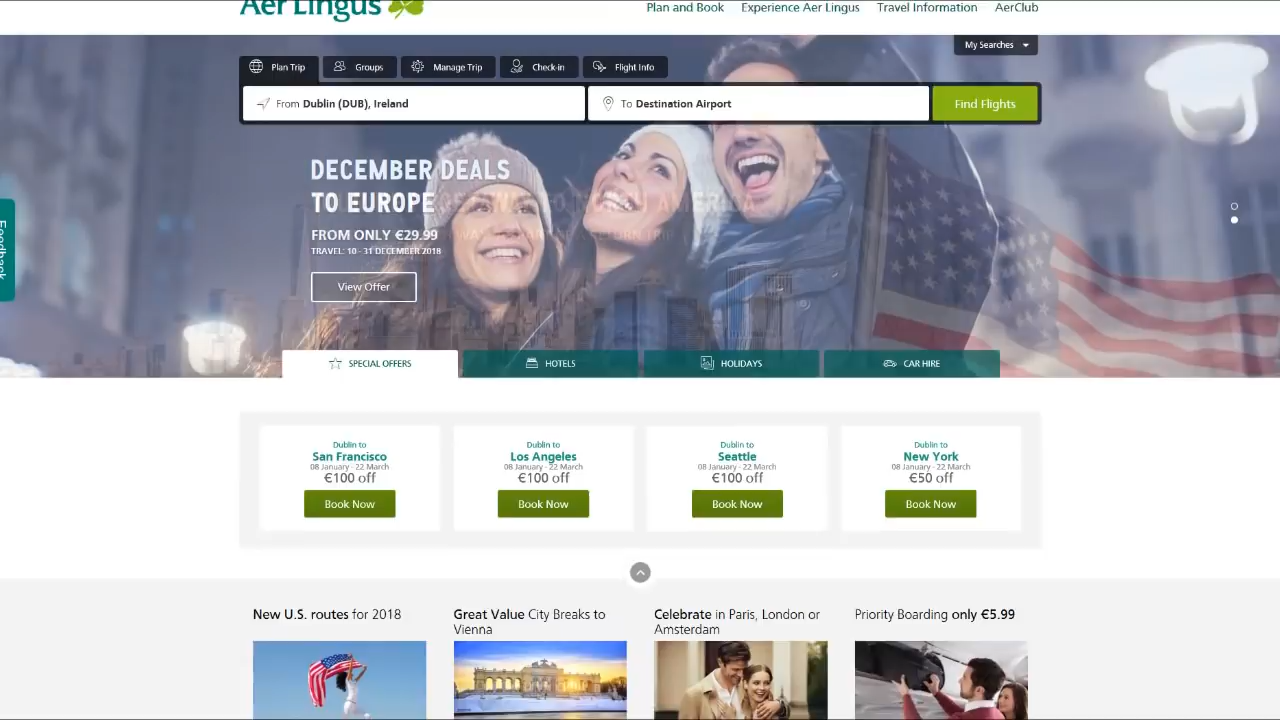 Aer Lingus
Plan and Book Experience Aer Lingus Travel Information AerClub
My Searches
Plan Trip Groups Manage Trip Check-in Flight Info
From Dublin (DUB), Ireland To Destination Airport Find Flights
DECEMBER DEALS
TO EUROPE
FROM ONLY €29.99
TRAVEL: 10 - 31 DECEMBER 2018
View Offer
Feedback
SPECIAL OFFERS HOTELS HOLIDAYS CAR HIRE
Dublin to Dublin to Dublin to Dublin to
San Francisco Los Angeles Seattle New York
08 January - 22 March 08 January - 22 March 08 January - 22 March 08 January - 22 March
€100 off €100 off €100 off €50 off
Book Now Book Now Book Now Book Now
New U.S. routes for 2018 Great Value City Breaks to Celebrate in Paris, London or Priority Boarding only €5.99
Vienna Amsterdam